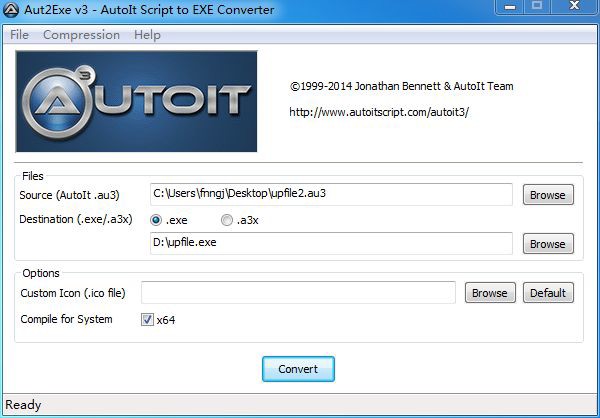 Aut2Exe v3 - AutoIt Script to EXE Converter
File Compression Help
AUTOIT 3
©1999-2014 Jonathan Bennett & AutoIt Team
http://www.autoitscript.com/autoit3/
Files
Source (AutoIt .au3) C:\Users\fnngj\Desktop\upfile2.au3 Browse
Destination (.exe/.a3x) .exe .a3x
D:\upfile.exe Browse
Options
Custom Icon (.ico file) Browse Default
Compile for System x64
Convert
Ready